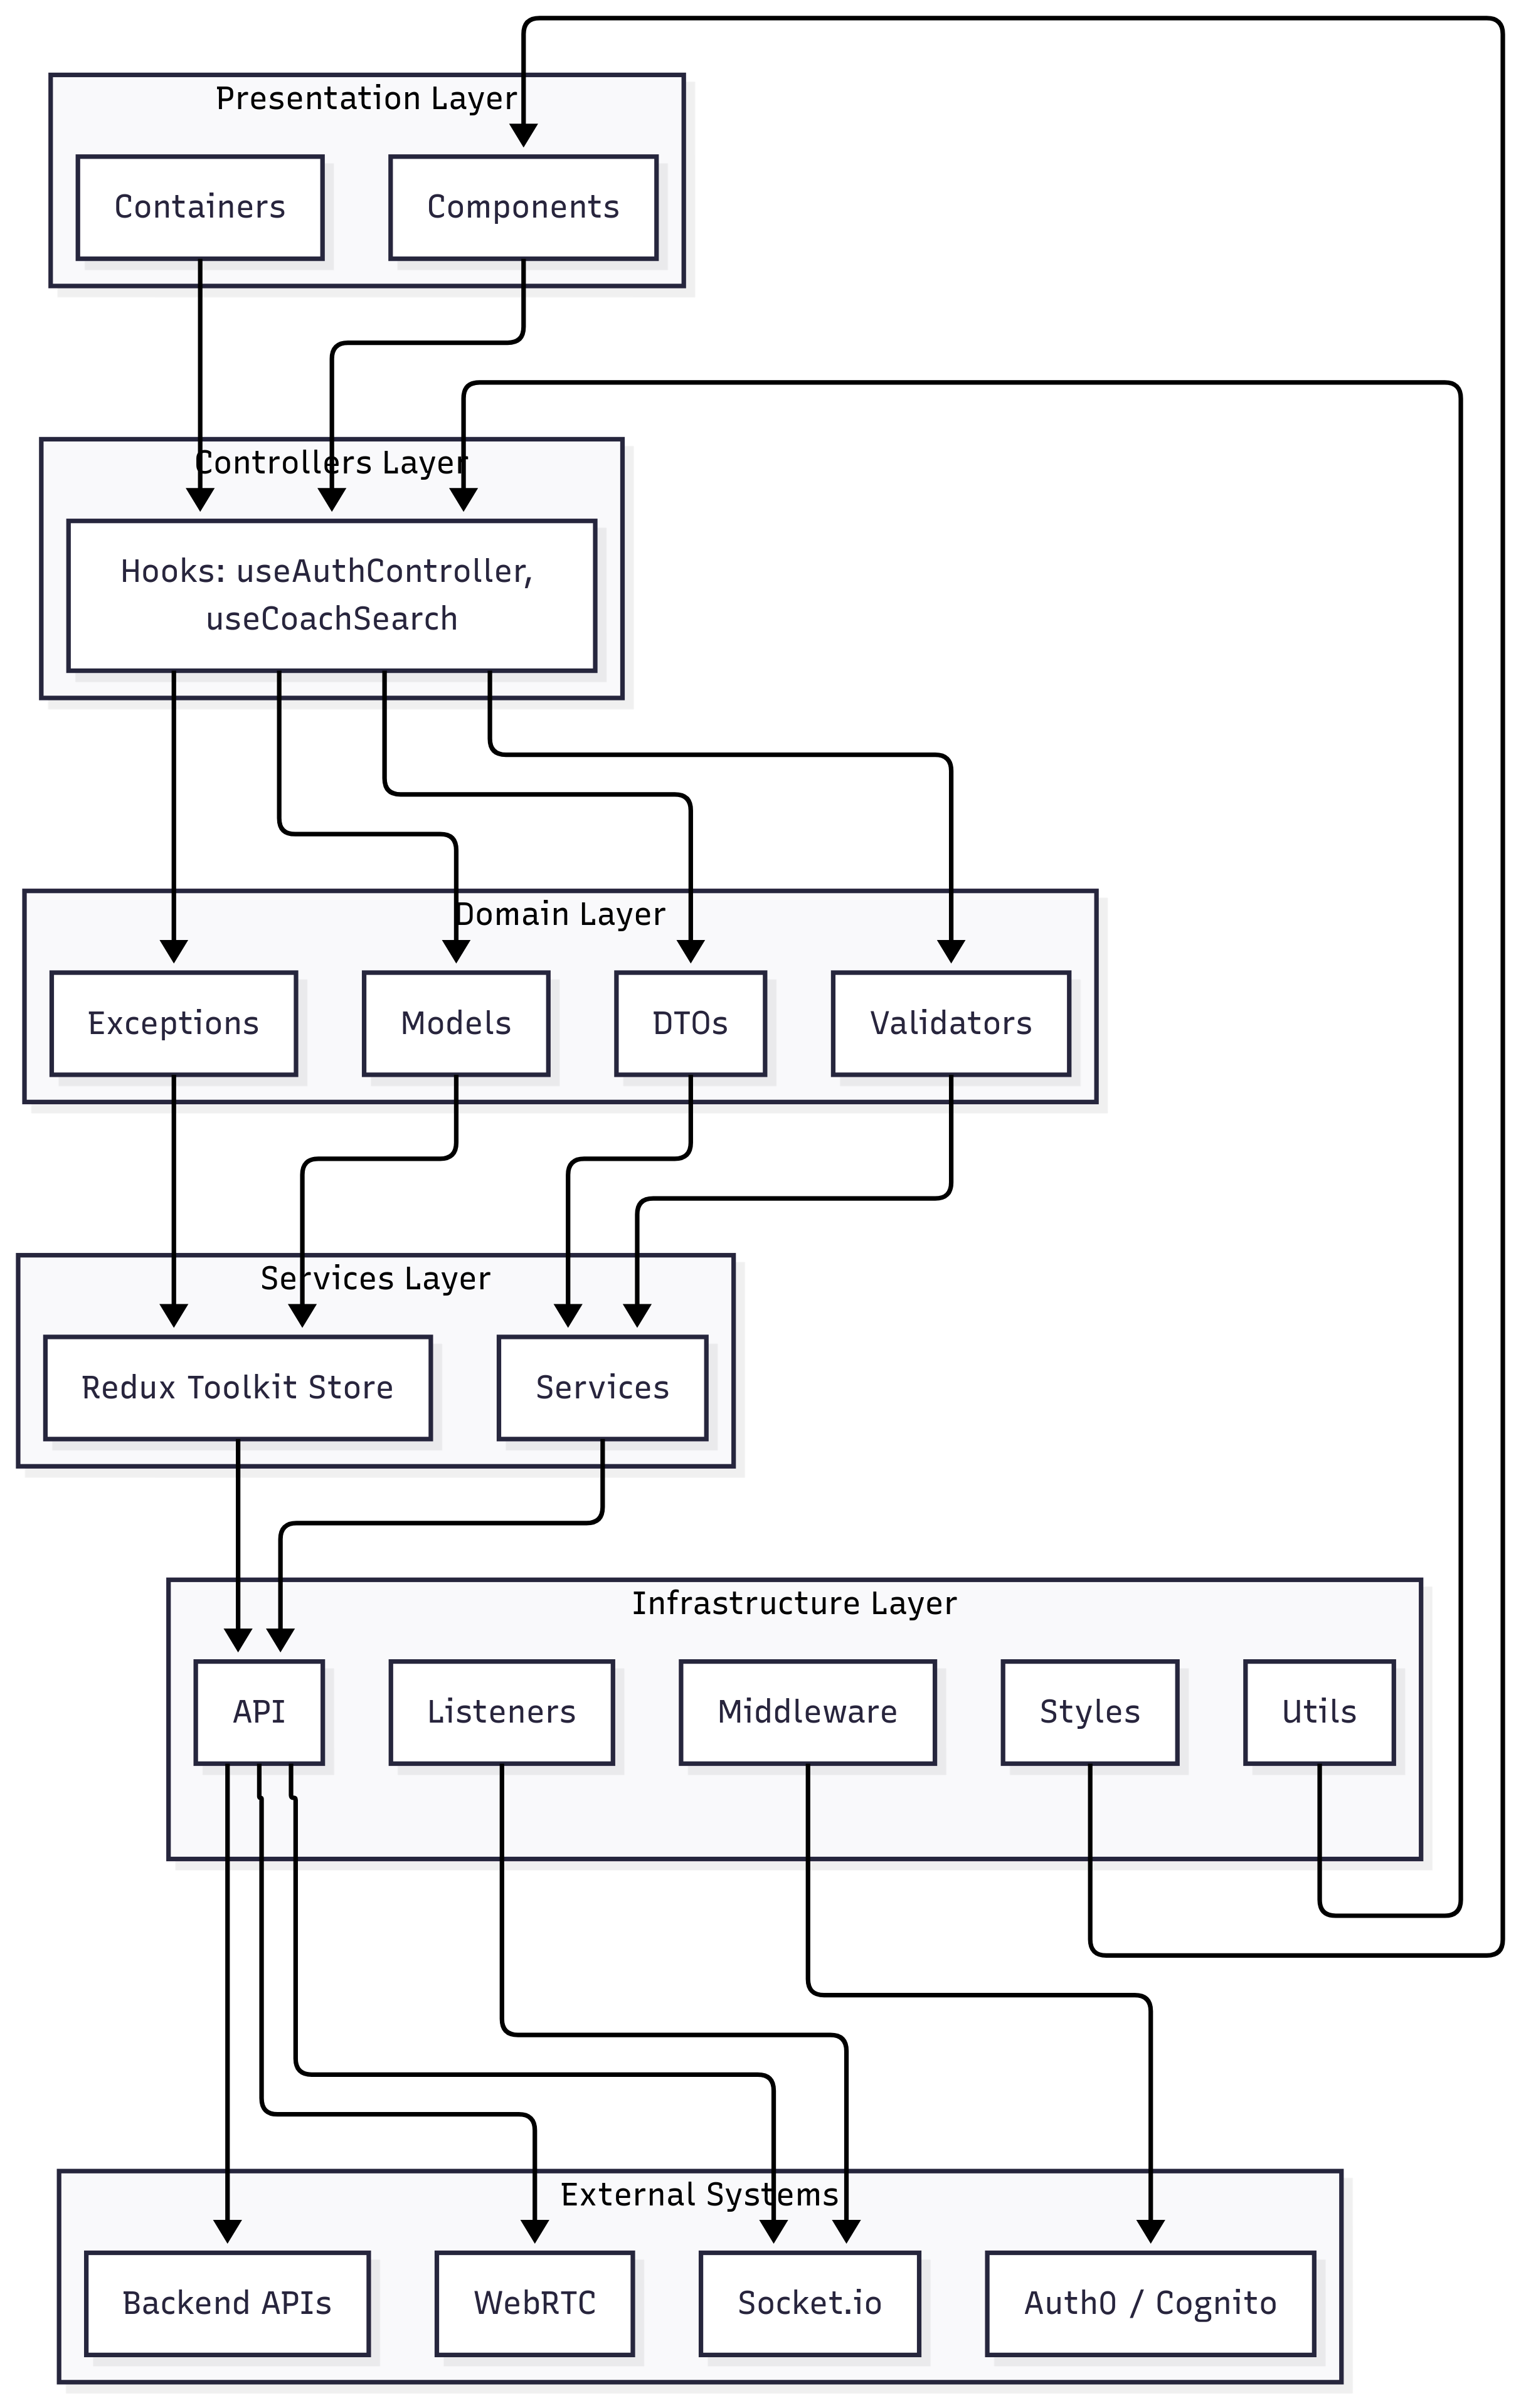 Presentation Layer
Containers
Components
Controllers Layer
Hooks: useAuthController,
useCoachSearch
Domain Layer
Exceptions
Models
DTOs
Validators
Services Layer
Redux Toolkit Store
Services
Infrastructure Layer
API
Listeners
Middleware
Styles
Utils
External Systems
Backend APIs
WebRTC
Socket.io
Auth0 / Cognito